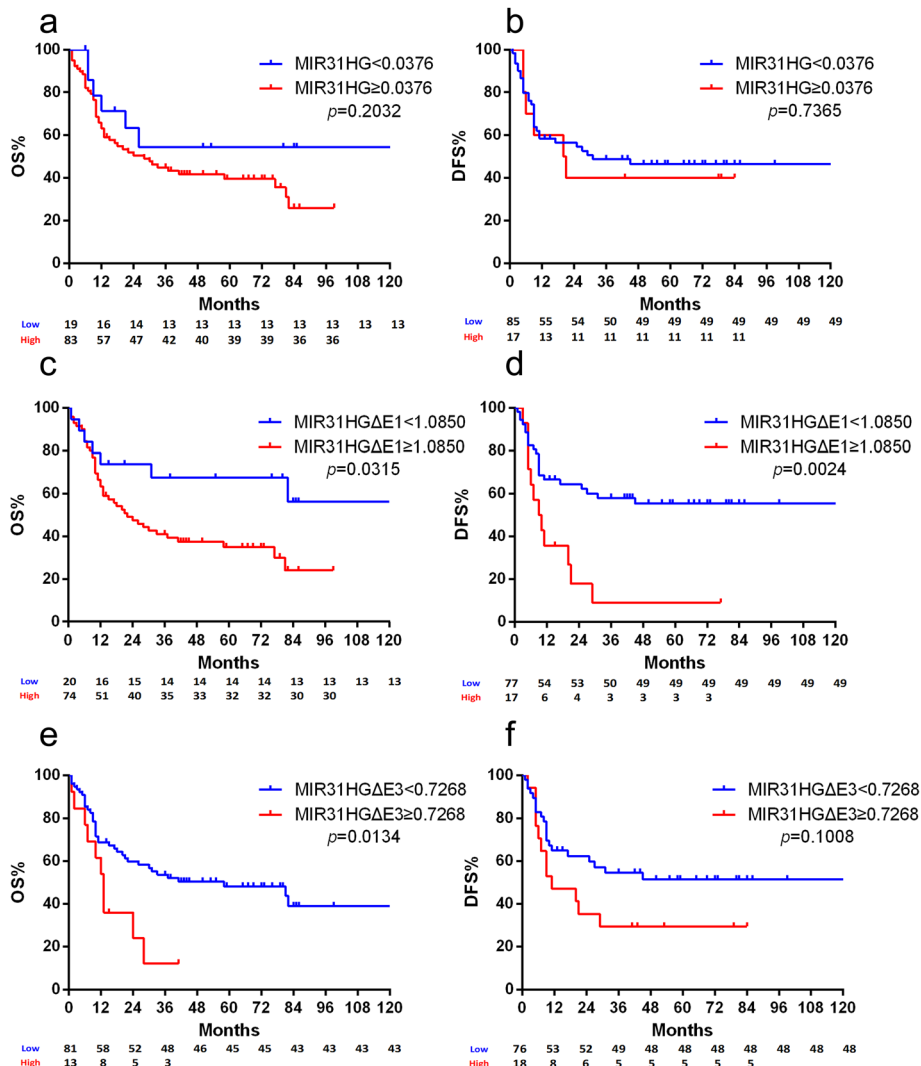 a
100
80
60
40
20
0
OS%
MIR31HG<0.0376
MIR31HG≥0.0376
p=0.2032
0 12 24 36 48 60 72 84 96 108 120
Months
Low 19 16 14 13 13 13 13 13 13 13 13
High 83 57 47 42 40 39 39 36 36
b
100
80
60
40
20
0
DFS%
MIR31HG<0.0376
MIR31HG≥0.0376
p=0.7365
0 12 24 36 48 60 72 84 96 108 120
Months
Low 85 55 54 50 49 49 49 49 49 49 49
High 17 13 11 11 11 11 11 11
c
100
80
60
40
20
0
OS%
MIR31HGΔE1<1.0850
MIR31HGΔE1≥1.0850
p=0.0315
0 12 24 36 48 60 72 84 96 108 120
Months
Low 20 16 15 14 14 14 14 13 13 13 13
High 74 51 40 35 33 32 32 30 30
d
100
80
60
40
20
0
DFS%
MIR31HGΔE1<1.0850
MIR31HGΔE1≥1.0850
p=0.0024
0 12 24 36 48 60 72 84 96 108 120
Months
Low 77 54 53 50 49 49 49 49 49 49 49
High 17 6 4 3 3 3 3
e
100
80
60
40
20
0
OS%
MIR31HGΔE3<0.7268
MIR31HGΔE3≥0.7268
p=0.0134
0 12 24 36 48 60 72 84 96 108 120
Months
Low 81 58 52 48 46 45 45 43 43 43 43
High 13 8 5 3
f
100
80
60
40
20
0
DFS%
MIR31HGΔE3<0.7268
MIR31HGΔE3≥0.7268
p=0.1008
0 12 24 36 48 60 72 84 96 108 120
Months
Low 76 53 52 49 48 48 48 48 48 48 48
High 18 8 6 5 5 5 5 5